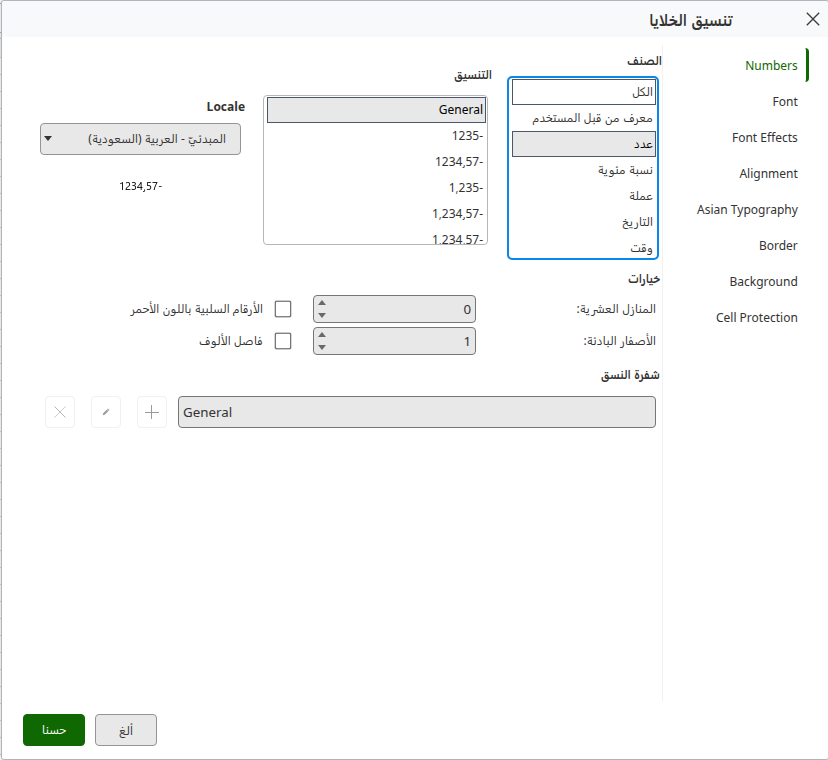 تنسيق الخلايا
Numbers
Font
Font Effects
Alignment
Asian Typography
Border
Background
Cell Protection
الصنف
الكل
معرف من قبل المستخدم
عدد
نسبة مئوية
عملة
التاريخ
وقت
التنسيق
General
1235-
1234,57-
1,235-
1,234,57-
1,234,57-
Locale
المبدئيّ - العربية (السعودية)
1234,57-
خيارات
المنازل العشرية:
0
الأرقام السلبية باللون الأحمر
الأصفار البادئة:
1
فاصل الألوف
شفرة النسق
General
ألغ
حسنا